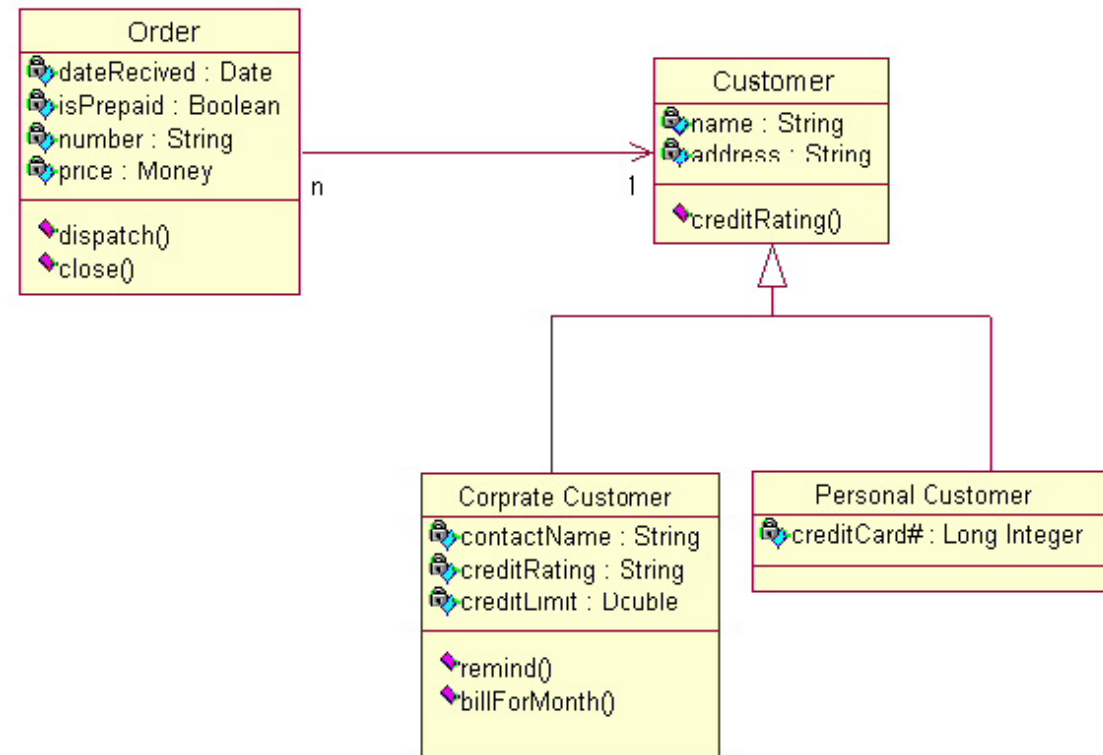 Order
dateRecived : Date
isPrepaid : Boolean
number : String
price : Money
dispatch()
close()
n
1
Customer
name : String
address : String
creditRating()
Corprate Customer
contactName : String
creditRating : String
creditLimit : Double
remind()
billForMonth()
Personal Customer
creditCard# : Long Integer